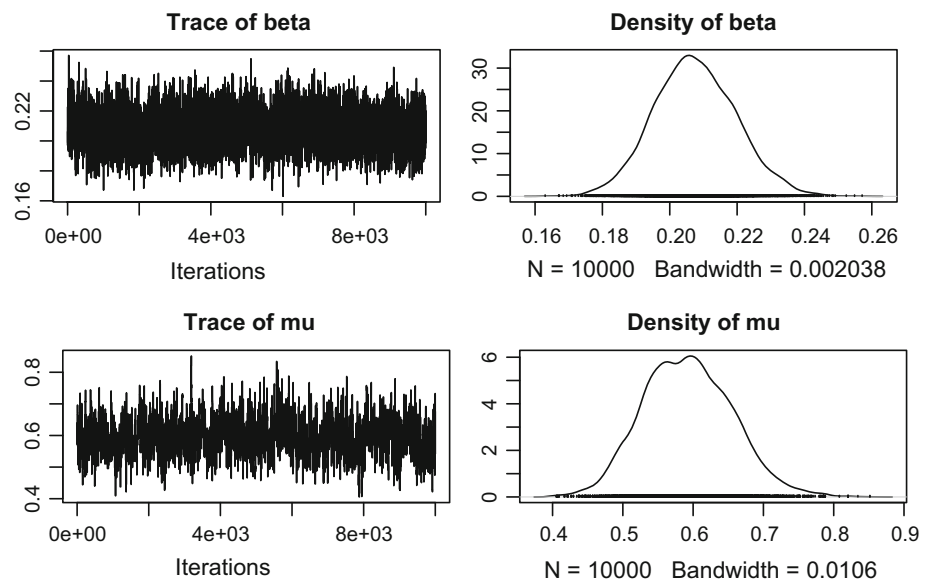 Trace of beta
0.22
0.16
0e+00 4e+03 8e+03
Iterations
Density of beta
30
20
10
0
0.16 0.18 0.20 0.22 0.24 0.26
N = 10000 Bandwidth = 0.002038
Trace of mu
0.8
0.6
0.4
0e+00 4e+03 8e+03
Iterations
Density of mu
6
4
2
0
0.4 0.5 0.6 0.7 0.8 0.9
N = 10000 Bandwidth = 0.0106